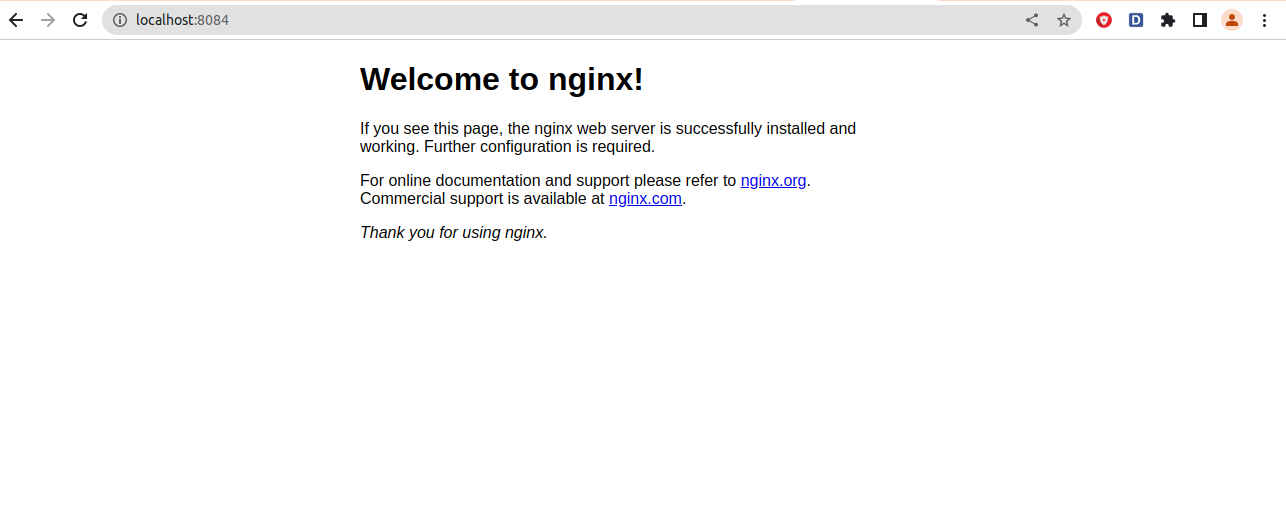 localhost:8084
D
Welcome to nginx!
If you see this page, the nginx web server is successfully installed and
working. Further configuration is required.
For online documentation and support please refer to nginx.org.
Commercial support is available at nginx.com.
Thank you for using nginx.